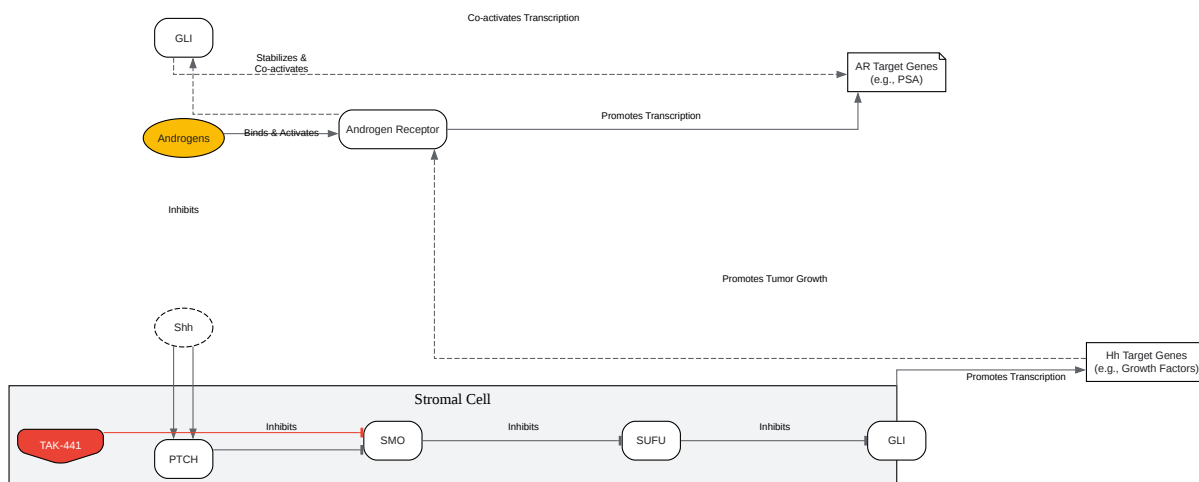 Co-activates Transcription
GLI
Stabilizes &
Co-activates
AR Target Genes
(e.g., PSA)
Androgens
Binds & Activates
Androgen Receptor
Promotes Transcription
Inhibits
Promotes Tumor Growth
Shh
Hh Target Genes
(e.g., Growth Factors)
Promotes Transcription
Stromal Cell
TAK-441
Inhibits
PTCH
SMO
Inhibits
SUFU
Inhibits
GLI